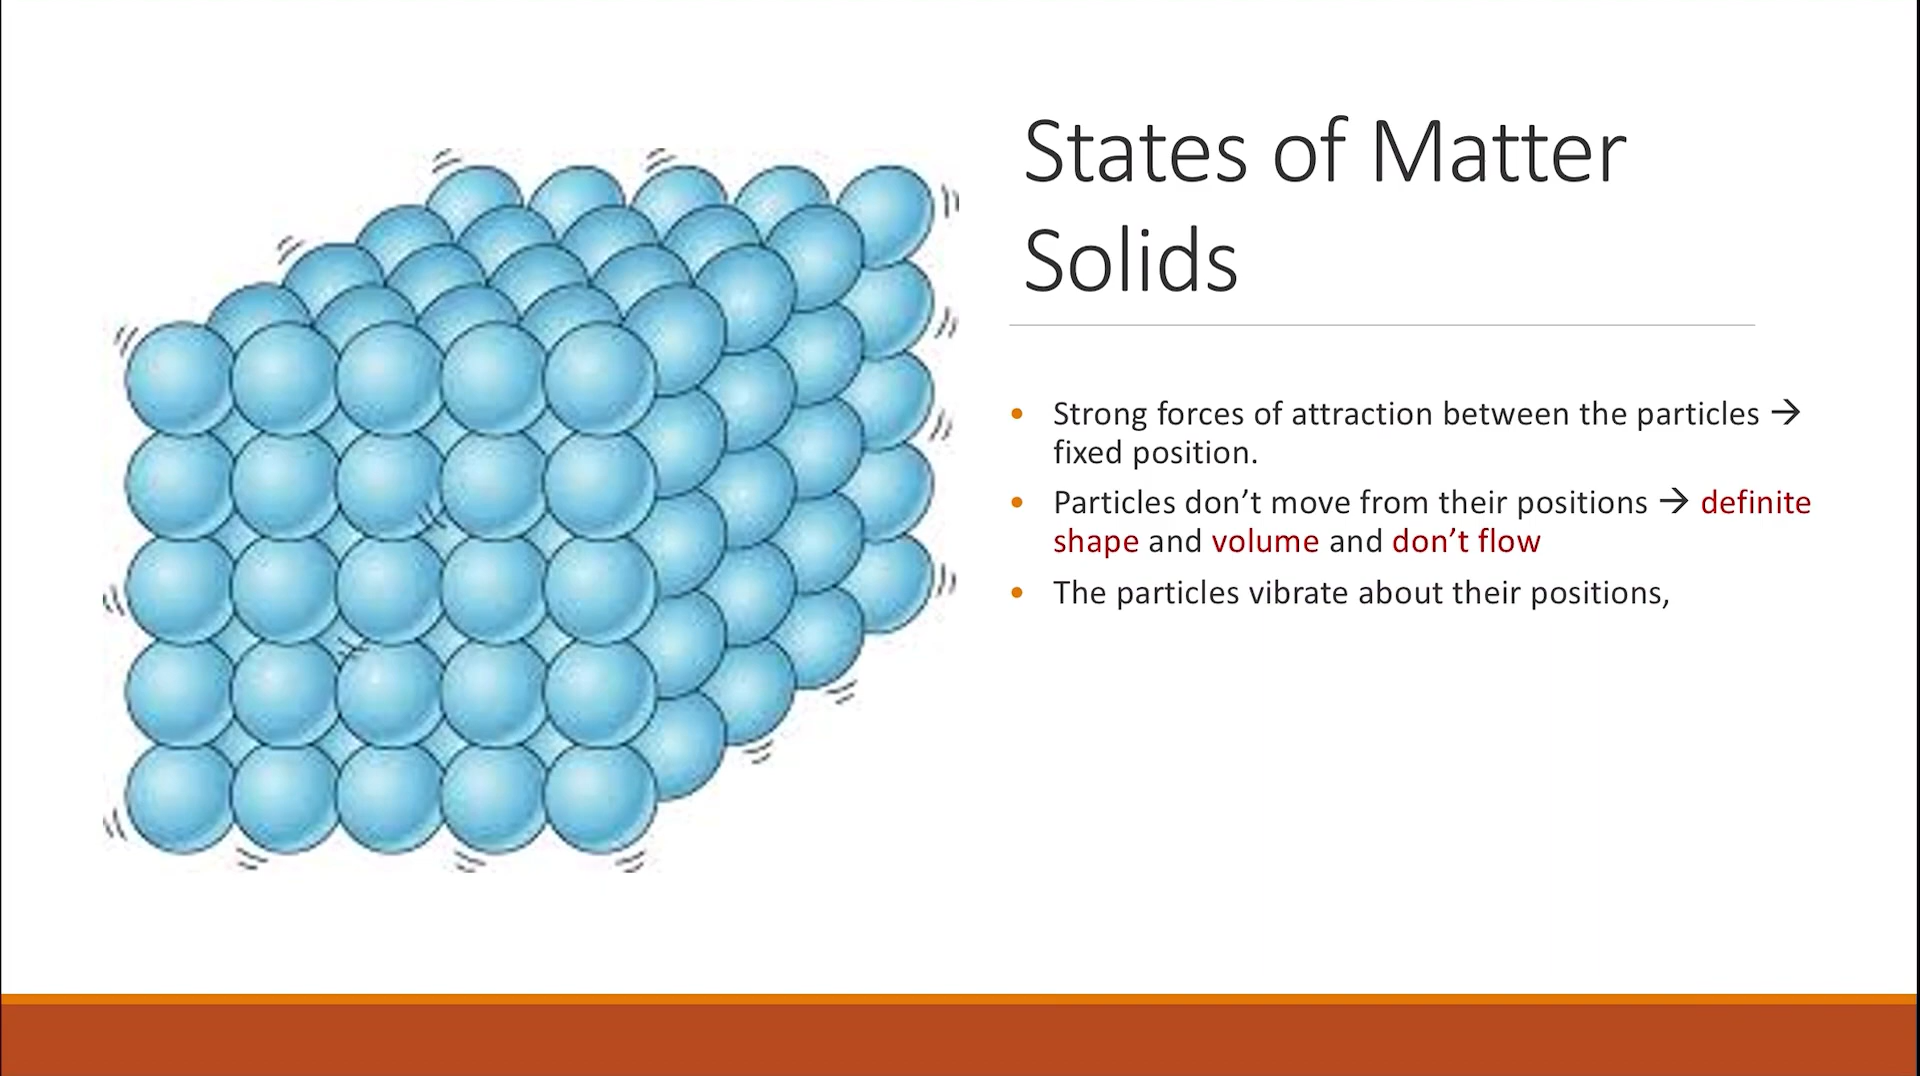 States of Matter
Solids
• Strong forces of attraction between the particles →
fixed position.
• Particles don’t move from their positions → definite
shape and volume and don’t flow
• The particles vibrate about their positions,